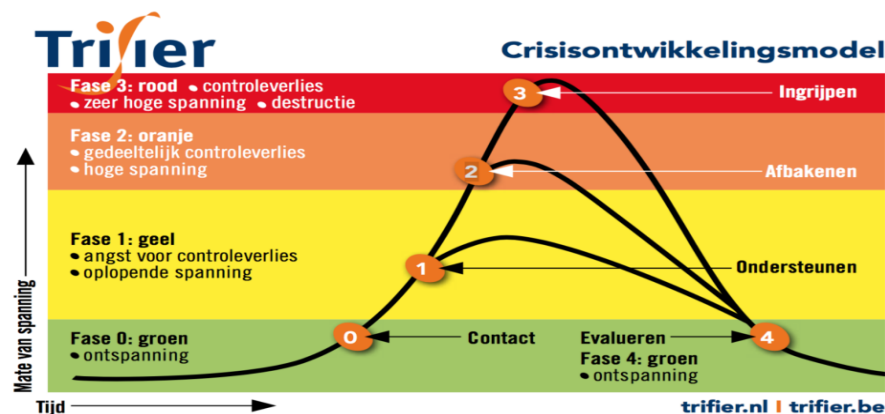 Trifier
Crisisontwikkelingsmodel
Fase 3: rood • controleverlies
• zeer hoge spanning • destructie
3
Ingrijpen
Fase 2: oranje
• gedeeltelijk controleverlies
• hoge spanning
2
Afbakenen
Fase 1: geel
• angst voor controleverlies
• oplopende spanning
1
Ondersteunen
Fase 0: groen
• ontspanning
0
Contact
Evalueren
4
Fase 4: groen
• ontspanning
Mate van spanning
Tijd
trifier.nl | trifier.be